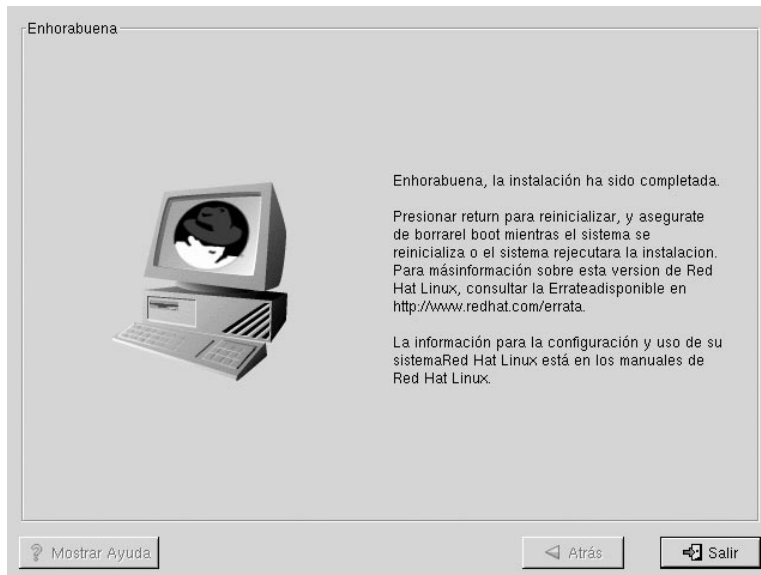 Enhorabuena
Enhorabuena, la instalación ha sido completada.
Presionar return para reinicializar, y asegurate
de borrarel boot mientras el sistema se
reinicializa o el sistema rejecutara la instalacion.
Para másinformación sobre esta version de Red
Hat Linux, consultar la Errateadisponible en
http://www.redhat.com/errata.
La información para la configuración y uso de su
sistemaRed Hat Linux está en los manuales de
Red Hat Linux.
? Mostrar Ayuda
Atrás
Salir